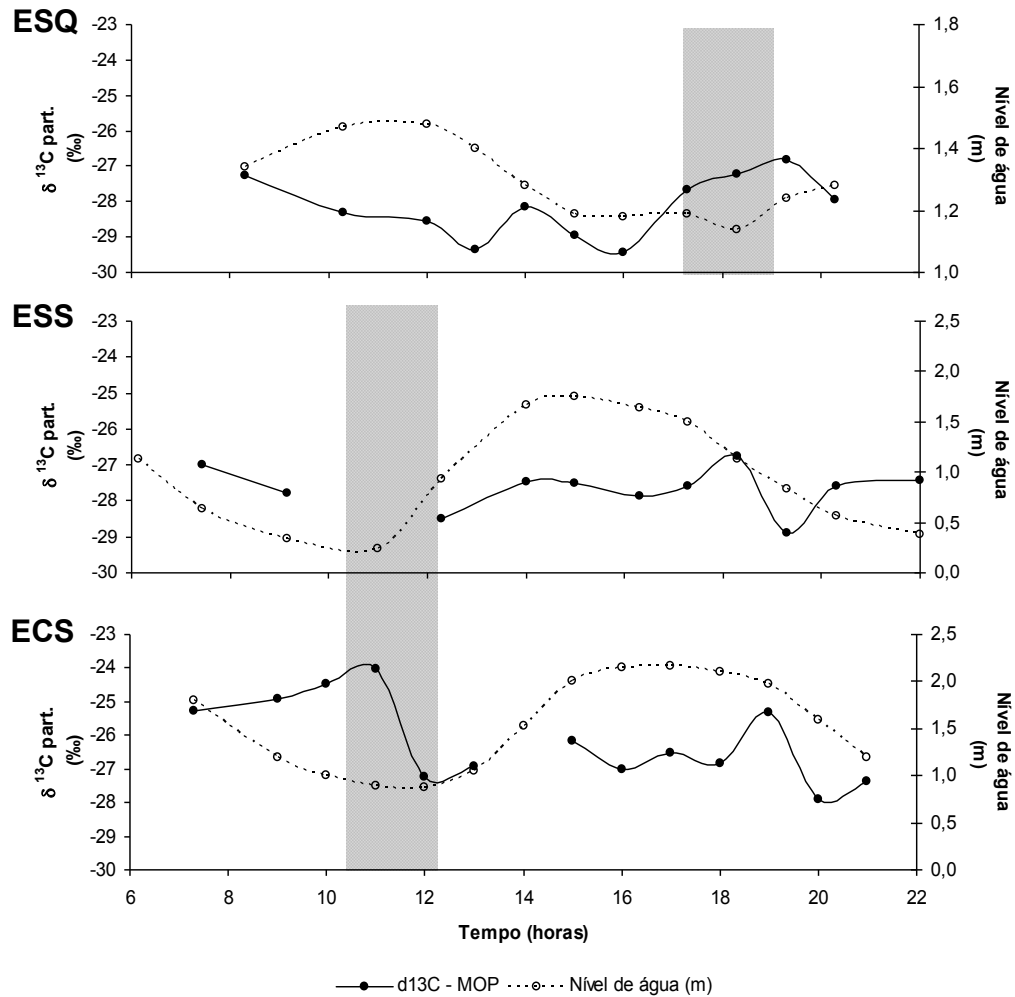 ESQ
-23
-24
-25
-26
-27
-28
-29
-30
δ ¹³C part.
(‰)
1,8
1,6
1,4
1,2
1,0
Nível de água
(m)
ESS
-23
-24
-25
-26
-27
-28
-29
-30
δ ¹³C part.
(‰)
2,5
2,0
1,5
1,0
0,5
0,0
Nível de água
(m)
ECS
-23
-24
-25
-26
-27
-28
-29
-30
δ ¹³C part.
(‰)
2,5
2,0
1,5
1,0
0,5
0,0
Nível de água
(m)
6 8 10 12 14 16 18 20 22
Tempo (horas)
d13C - MOP Nível de água (m)